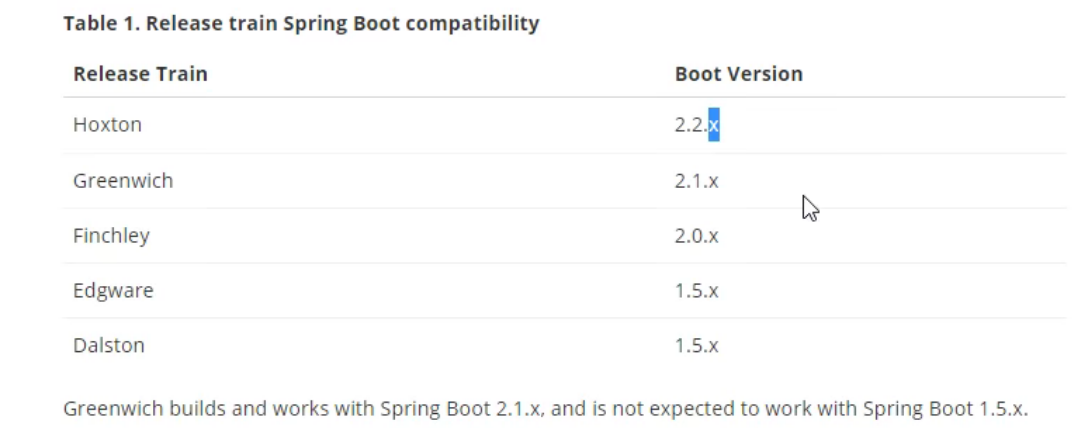 Table 1. Release train Spring Boot compatibility
Release Train Boot Version
Hoxton 2.2.x
Greenwich 2.1.x
Finchley 2.0.x
Edgware 1.5.x
Dalston 1.5.x
Greenwich builds and works with Spring Boot 2.1.x, and is not expected to work with Spring Boot 1.5.x.